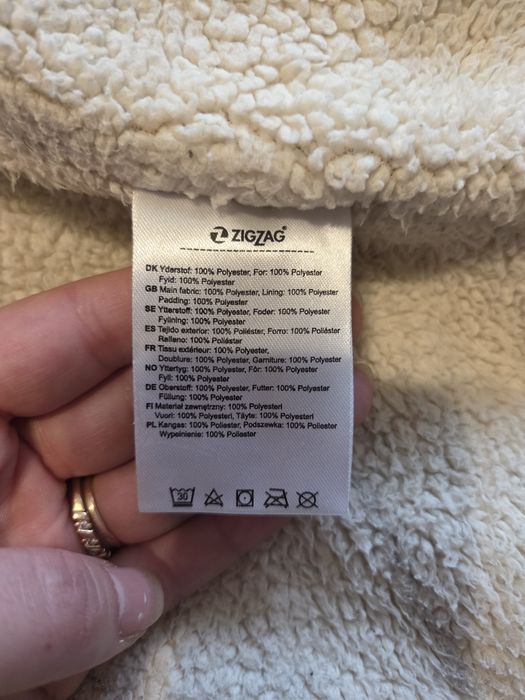 ZIGZAG®
DK Yderstof: 100% Polyester, For: 100% Polyester
Fyld: 100% Polyester
GB Main fabric: 100% Polyester, Lining: 100% Polyester
Padding: 100% Polyester
SE Ytterstoff: 100% Polyester, Foder: 100% Polyester
Fyllning: 100% Polyester
ES Tejido exterior: 100% Poliéster, Forro: 100% Poliéster
Ralleno: 100% Poliéster
FR Tissu extérieur: 100% Polyester,
Doublure: 100% Polyester, Garniture: 100% Polyester
NO Yttertyg: 100% Polyester, Fôr: 100% Polyester
Fyll: 100% Polyester
DE Oberstoff: 100% Polyester, Futter: 100% Polyester
Füllung: 100% Polyester
FI Materiał zewnętrzny: 100% Polyesteri
Vuori: 100% Polyesteri, Täyte: 100% Polyesteri
PL Kangas: 100% Poliester, Podszewka: 100% Poliester
Wypełnienie: 100% Poliester
30